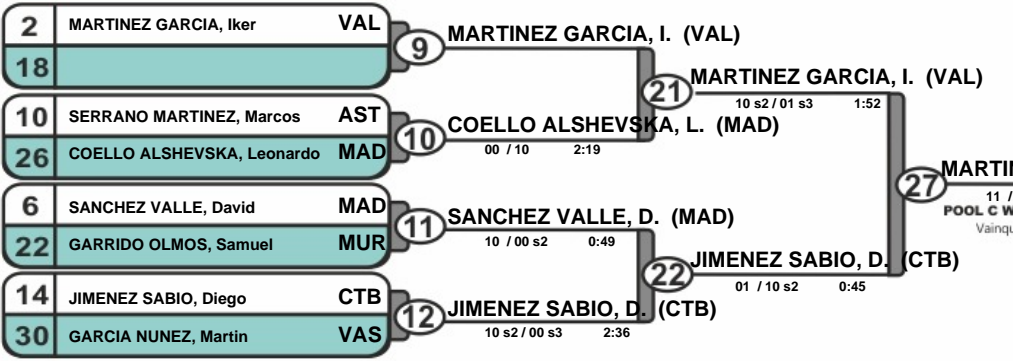 2 MARTINEZ GARCIA, Iker VAL
18
9 MARTINEZ GARCIA, I. (VAL)
10 SERRANO MARTINEZ, Marcos AST
26 COELLO ALSHEVSKA, Leonardo MAD
10 COELLO ALSHEVSKA, L. (MAD)
00 / 10 2:19
21 MARTINEZ GARCIA, I. (VAL)
10 s2 / 01 s3 1:52
6 SANCHEZ VALLE, David MAD
22 GARRIDO OLMOS, Samuel MUR
11 SANCHEZ VALLE, D. (MAD)
10 / 00 s2 0:49
14 JIMENEZ SABIO, Diego CTB
30 GARCIA NUNEZ, Martin VAS
12 JIMENEZ SABIO, D. (CTB)
10 s2 / 00 s3 2:36
22 JIMENEZ SABIO, D. (CTB)
01 / 10 s2 0:45
27 MARTIN
11 /
POOL C W
Vainqu